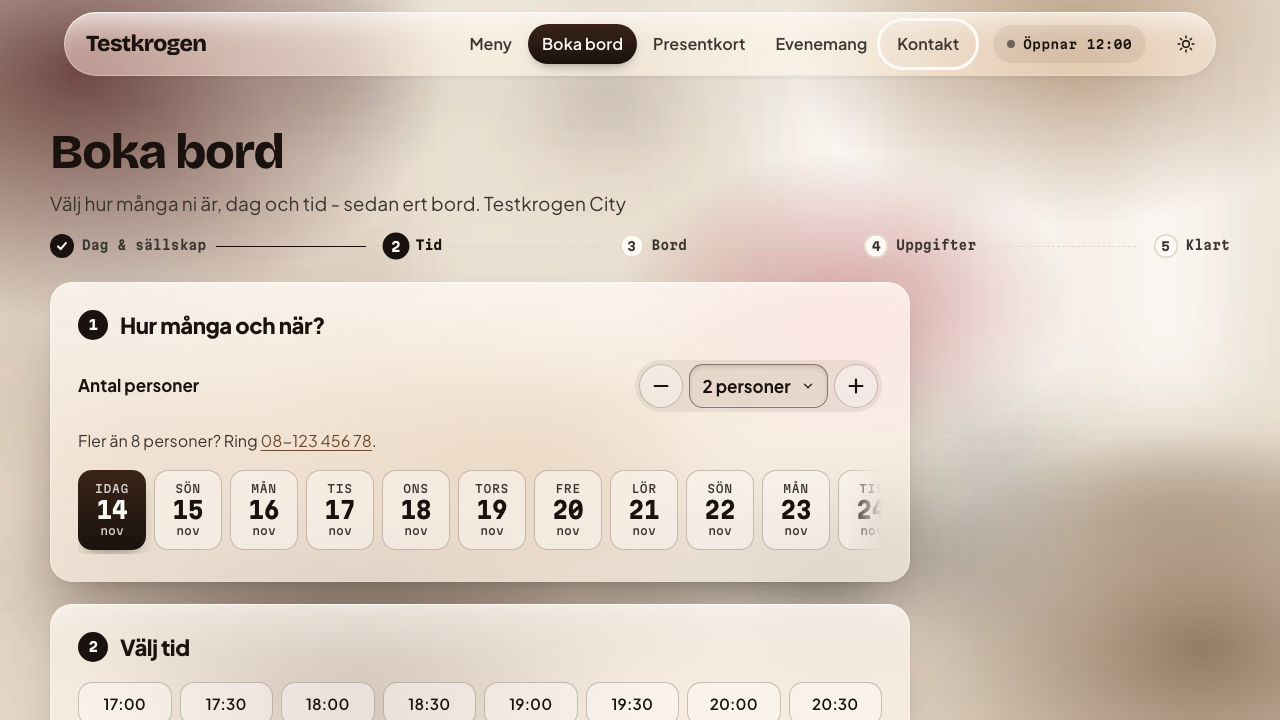 Testkrogen Meny Boka bord Presentkort Evenemang Kontakt Öppnar 12:00
Boka bord
Välj hur många ni är, dag och tid - sedan ert bord. Testkrogen City
Dag & sällskap 2 Tid 3 Bord 4 Uppgifter 5 Klart
1 Hur många och när?
Antal personer − 2 personer +
Fler än 8 personer? Ring 08-123 456 78.
IDAG SÖN MÅN TIS ONS TORS FRE LÖR SÖN MÅN TIS
14 15 16 17 18 19 20 21 22 23 24
nov nov nov nov nov nov nov nov nov nov nov
2 Välj tid
17:00 17:30 18:00 18:30 19:00 19:30 20:00 20:30